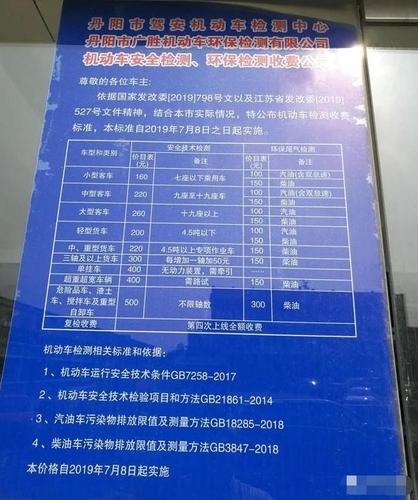 丹阳市驾安机动车检测中心
丹阳市广胜机动车环保检测有限公司
机动车安全检测、环保检测收费公
尊敬的各位车主:
依据国家发改委[2019]798号文以及江苏省发改委[2019]
527号文件精神,结合本市实际情况,特公布机动车检测收费
标准,本标准自2019年7月8日之日起实施。
车型和类别 安全技术检测 环保尾气检测
价目表(元) 备注 价目表(元) 备注
小型客车 160 七座以下乘用车 100 汽油(含双怠速)
150 柴油
中型客车 220 九座至十九座车 100 汽油(含双怠速)
150 柴油
大型客车 260 十九座以上 100 汽油
150 柴油
轻型货车 200 4.5吨以下 100 汽油
150 柴油
中、重型货车 220 4.5吨以上专项作业车 150 柴油
三轴及以上货车 300 每增加一轴加50元 150 柴油
单挂车 400 无动力装置,需牵引
超重超宽车辆 400 需路试 150 柴油
危险品车、渣土车、搅拌车及重型自卸车 500 不限轴数 300 柴油
复检收费 第四次上线全额收费
机动车检测相关标准和依据:
1、机动车运行安全技术条件GB7258-2017
2、机动车安全技术检验项目和方法GB21861-2014
3、汽油车污染物排放限值及测量方法GB18285-2018
4、柴油车污染物排放限值及测量方法GB3847-2018
本价格自2019年7月8日起实施